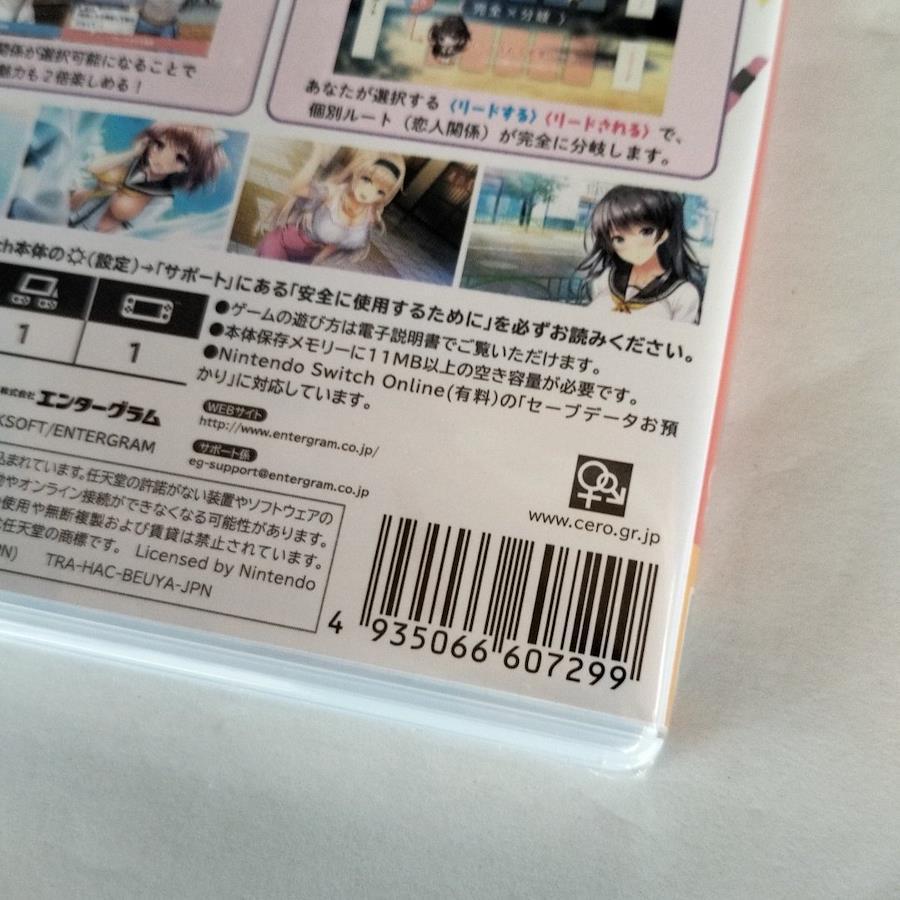 完全×分岐
関係が選択可能になることで
魅力も２倍楽しめる！
あなたが選択する〈リードする〉〈リードされる〉で、
個別ルート（恋人関係）が完全に分岐します。
ch本体の(設定)→「サポート」にある「安全に使用するために」を必ずお読みください。
●ゲームの遊び方は電子説明書でご覧いただけます。
●本体保存メモリーに11MB以上の空き容量が必要です。
●Nintendo Switch Online(有料)の「セーブデータお預
かり」に対応しています。
1
1
株式会社エンターグラム
KSOFT/ENTERGRAM
WEBサイト
http://www.entergram.co.jp/
サポート係
eg-support@entergram.co.jp
込まれています。任天堂の許諾がない装置やソフトウェアの
やオンライン接続ができなくなる可能性があります。
使用や無断複製および賃貸は禁止されています。
任天堂の商標です。 Licensed by Nintendo
PN) TRA-HAC-BEUYA-JPN
www.cero.gr.jp
4 935066 607299